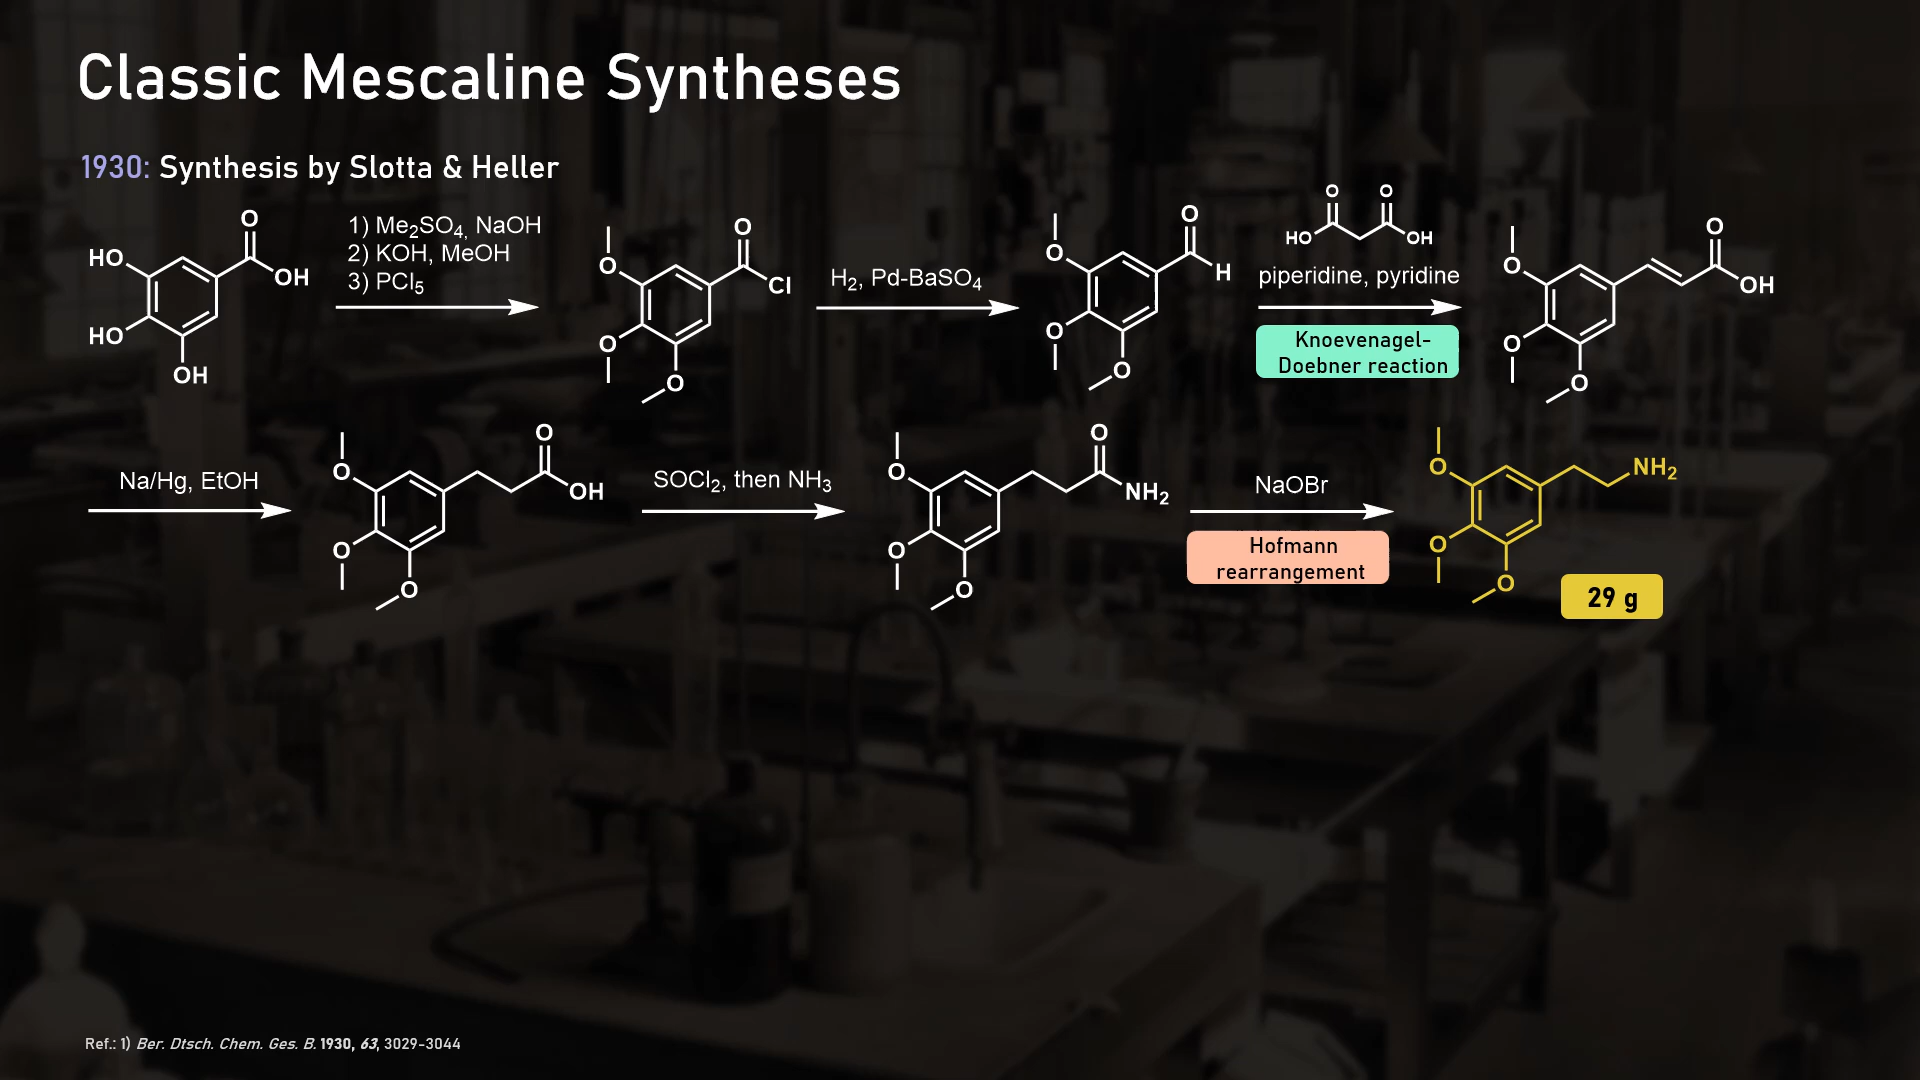 Classic Mescaline Syntheses
1930: Synthesis by Slotta & Heller
HO
HO
OH
O
OH
1) Me₂SO₄, NaOH
2) KOH, MeOH
3) PCl₅
O
O
O
O
Cl
H₂, Pd-BaSO₄
O
O
O
O
H
O
O
HO
OH
piperidine, pyridine
Knoevenagel-
Doebner reaction
O
O
O
O
OH
Na/Hg, EtOH
O
O
O
O
OH
SOCl₂, then NH₃
O
O
O
O
NH₂
NaOBr
Hofmann
rearrangement
O
O
O
NH₂
29 g
Ref.: 1) Ber. Dtsch. Chem. Ges. B. 1930, 63, 3029-3044